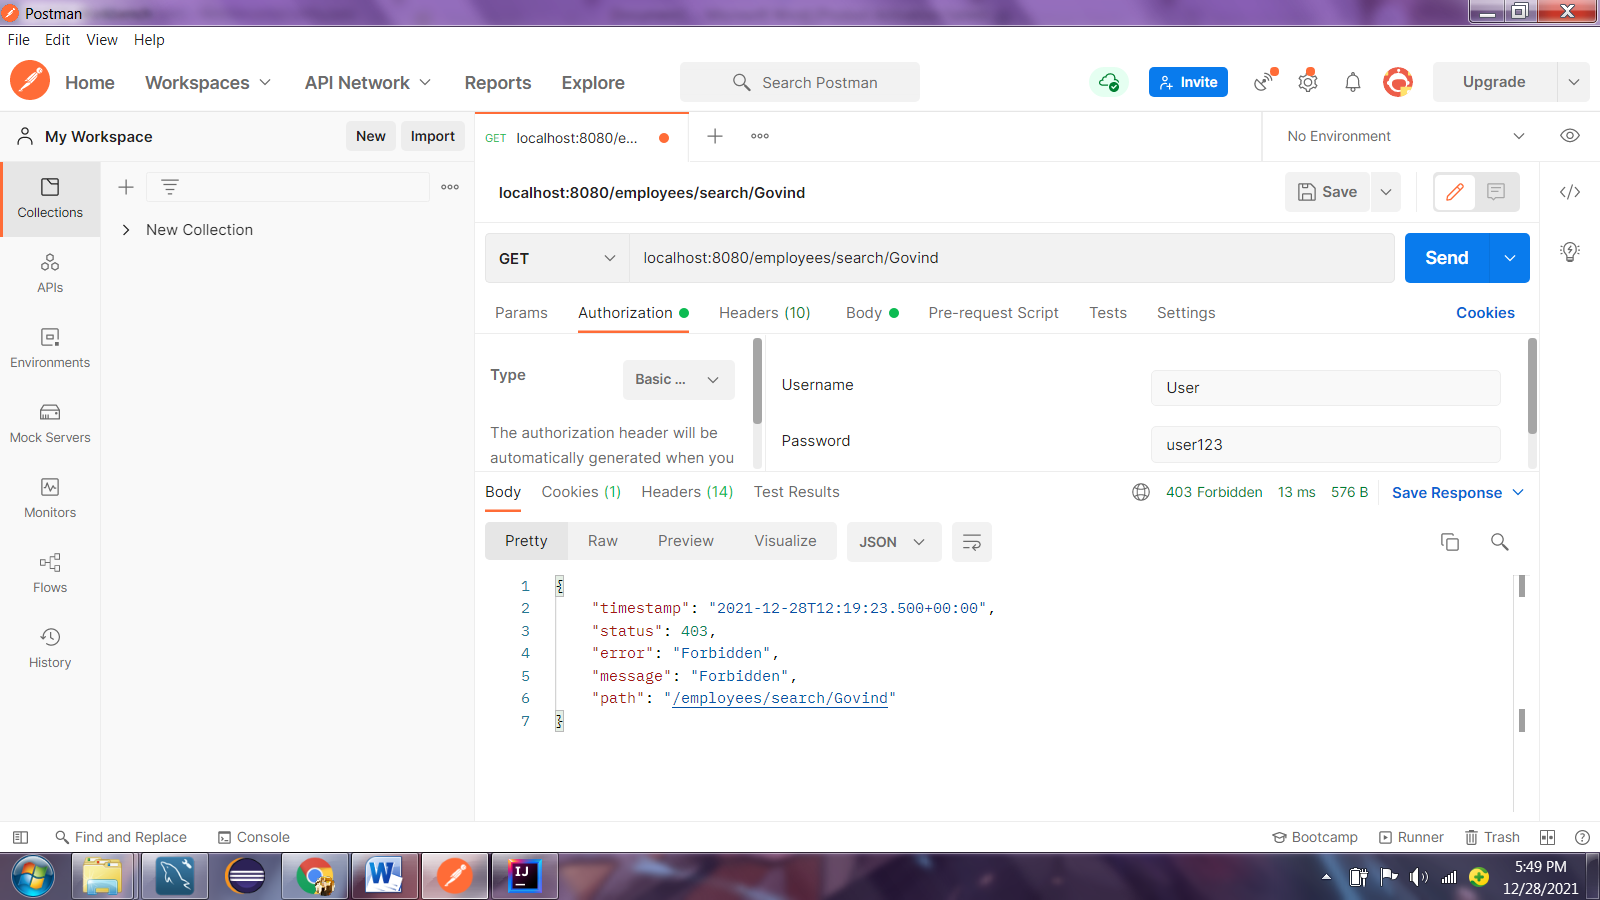 Postman
File Edit View Help
Home Workspaces API Network Reports Explore Search Postman Invite Upgrade
My Workspace New Import GET localhost:8080/e... No Environment
localhost:8080/employees/search/Govind Save
Collections
New Collection
GET localhost:8080/employees/search/Govind Send
APIs
Params Authorization Headers (10) Body Pre-request Script Tests Settings Cookies
Environments
Type Basic ... Username User
The authorization header will be
automatically generated when you
Password user123
Mock Servers
Body Cookies (1) Headers (14) Test Results 403 Forbidden 13 ms 576 B Save Response
Monitors
Pretty Raw Preview Visualize JSON
Flows
1 {
2 "timestamp": "2021-12-28T12:19:23.500+00:00",
3 "status": 403,
4 "error": "Forbidden",
5 "message": "Forbidden",
6 "path": "/employees/search/Govind"
7 }
History
Find and Replace Console Bootcamp Runner Trash
W IJ
5:49 PM
12/28/2021